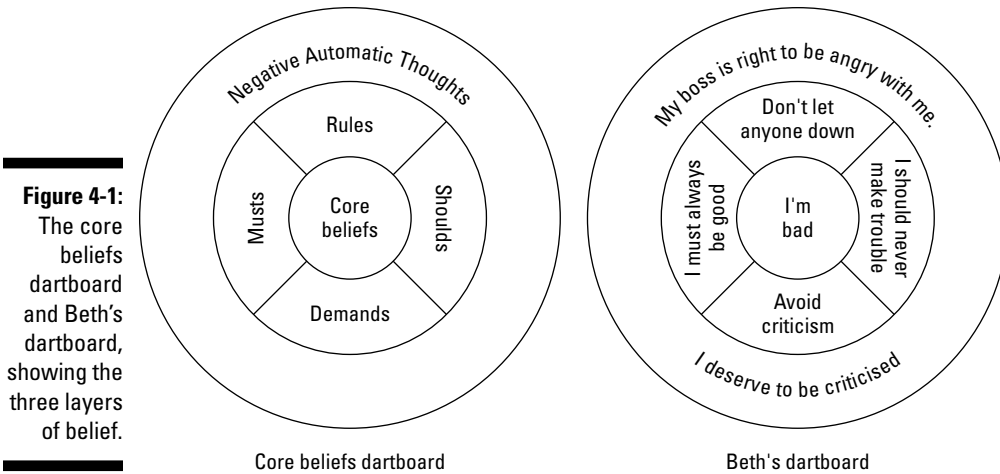 Figure 4-1:
The core
beliefs
dartboard
and Beth's
dartboard,
showing the
three layers
of belief.
Negative Automatic Thoughts
Rules
Musts
Core
beliefs
Shoulds
Demands
Core beliefs dartboard
My boss is right to be angry with me.
Don't let
anyone down
I must always
be good
I'm
bad
I should never
make trouble
Avoid
criticism
I deserve to be criticised
Beth's dartboard